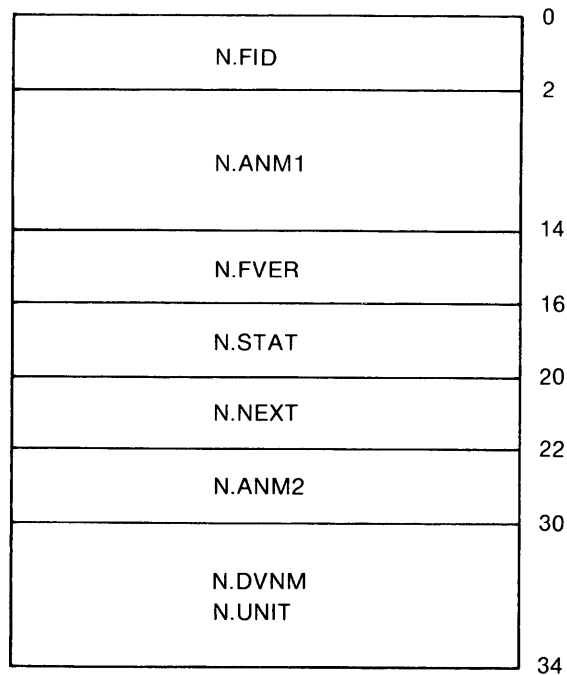 0
N.FID
2
N.ANM1
14
N.FVER
16
N.STAT
20
N.NEXT
22
N.ANM2
30
N.DVNM
N.UNIT
34